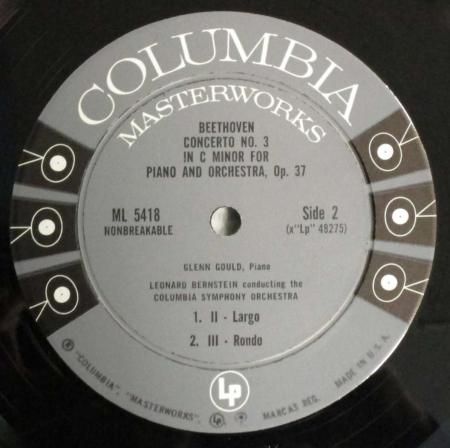 COLUMBIA
MASTERWORKS
BEETHOVEN
CONCERTO NO. 3
IN C MINOR FOR
PIANO AND ORCHESTRA, Op. 37
ML 5418
NONBREAKABLE
Side 2
(x"Lp" 48275)
GLENN GOULD, Piano
LEONARD BERNSTEIN conducting the
COLUMBIA SYMPHONY ORCHESTRA
1. II - Largo
2. III - Rondo
® "COLUMBIA", "MASTERWORKS", Lp MARCAS REG. MADE IN U.S.A.
Lp